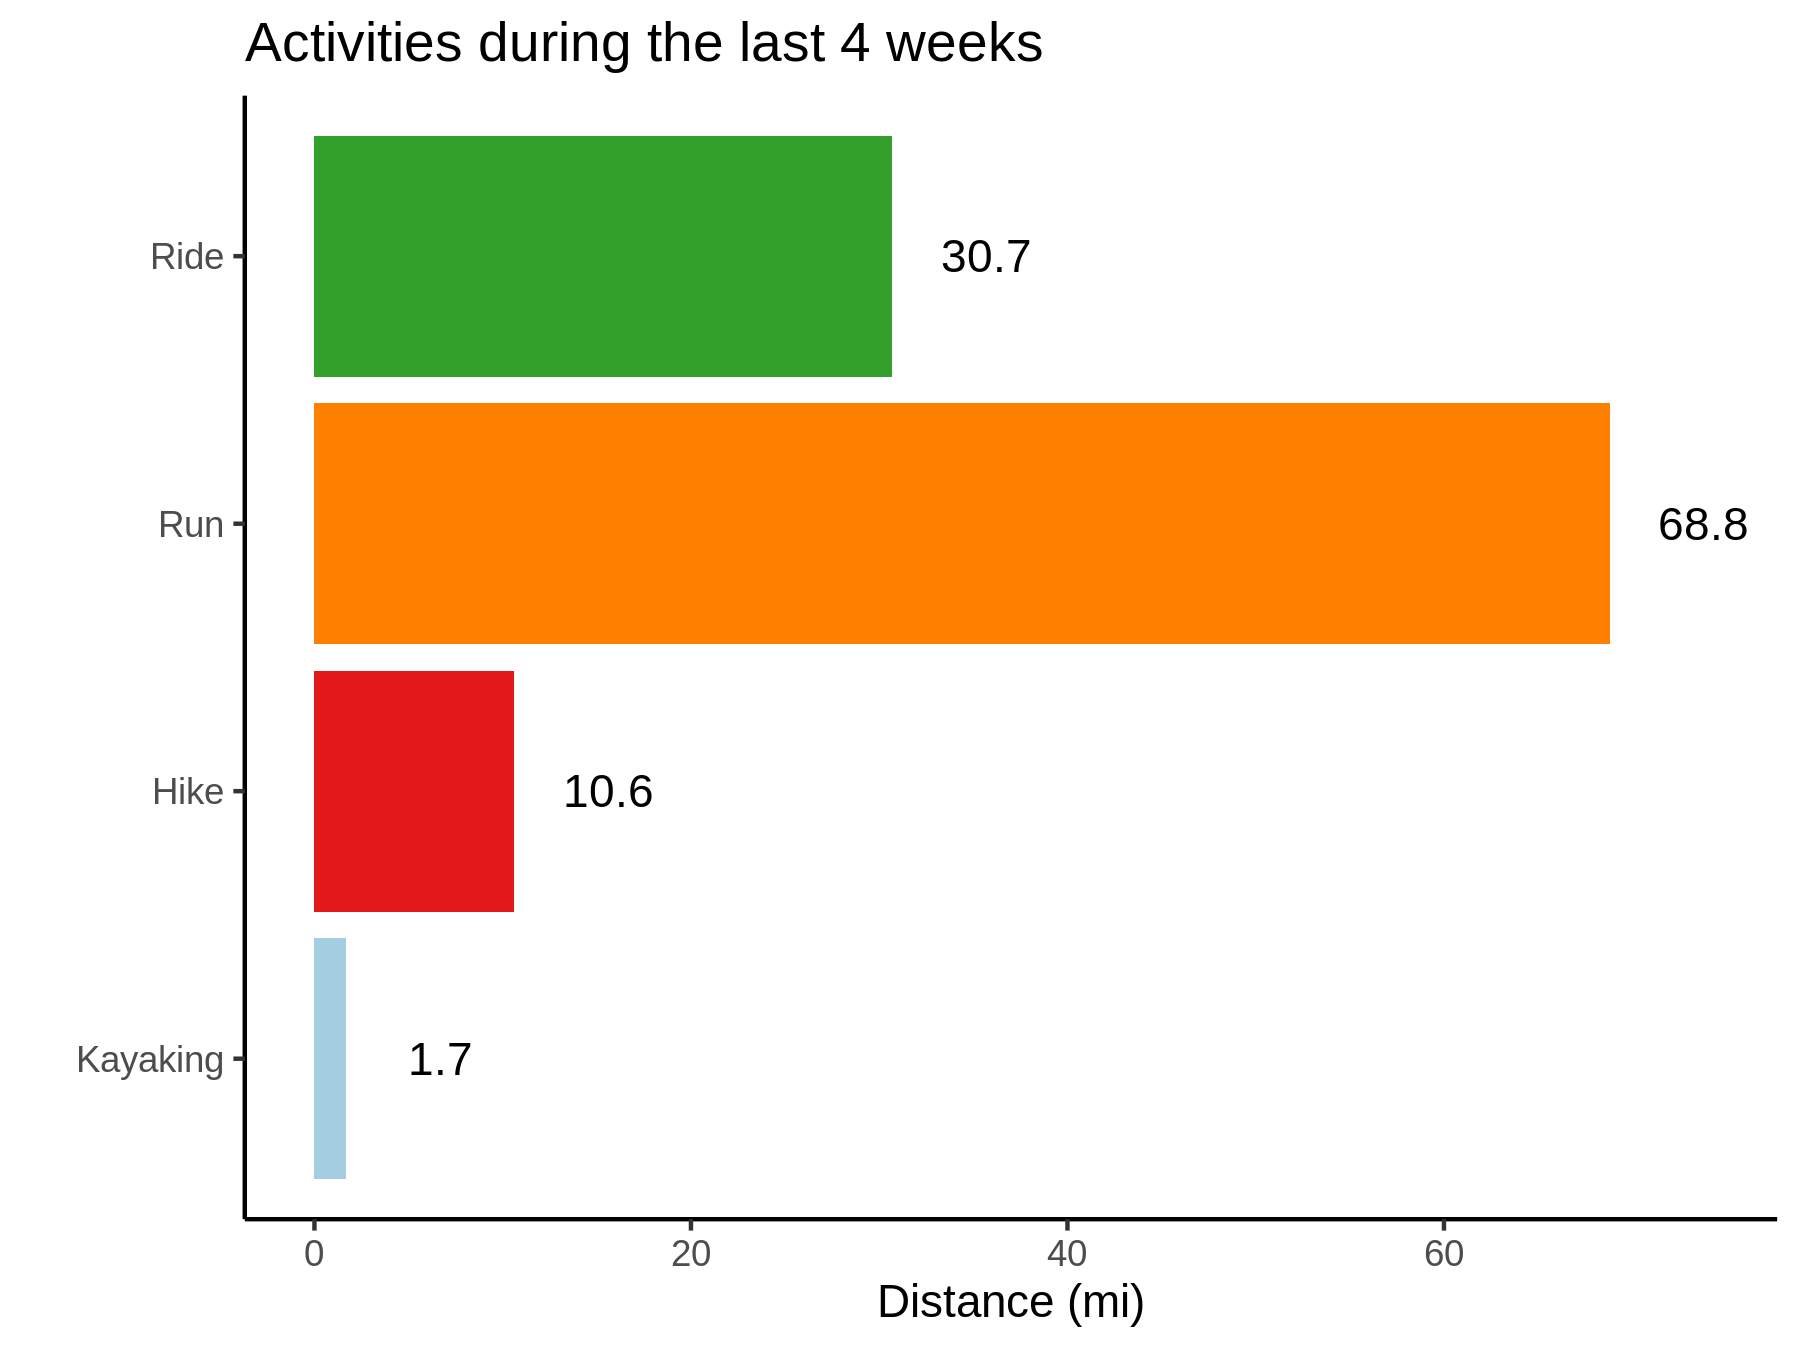 Activities during the last 4 weeks
Ride
30.7
Run
68.8
Hike
10.6
Kayaking
1.7
0 20 40 60
Distance (mi)